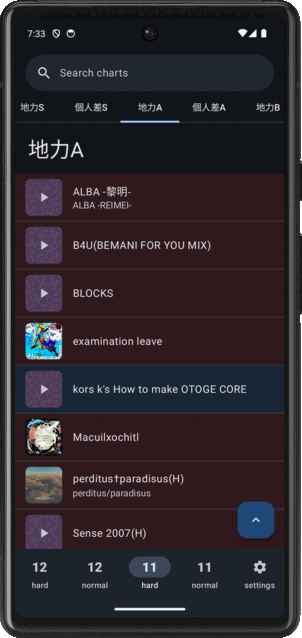 7:33
Search charts
地力S
個人差S
地力A
個人差A
地力B
地力A
ALBA -黎明-
ALBA -REIMEI-
B4U(BEMANI FOR YOU MIX)
BLOCKS
examination leave
kors k's How to make OTOGE CORE
Macuilxochitl
perditus†paradisus(H)
perditus/paradisus
Sense 2007(H)
12 12 11 11
hard normal hard normal settings